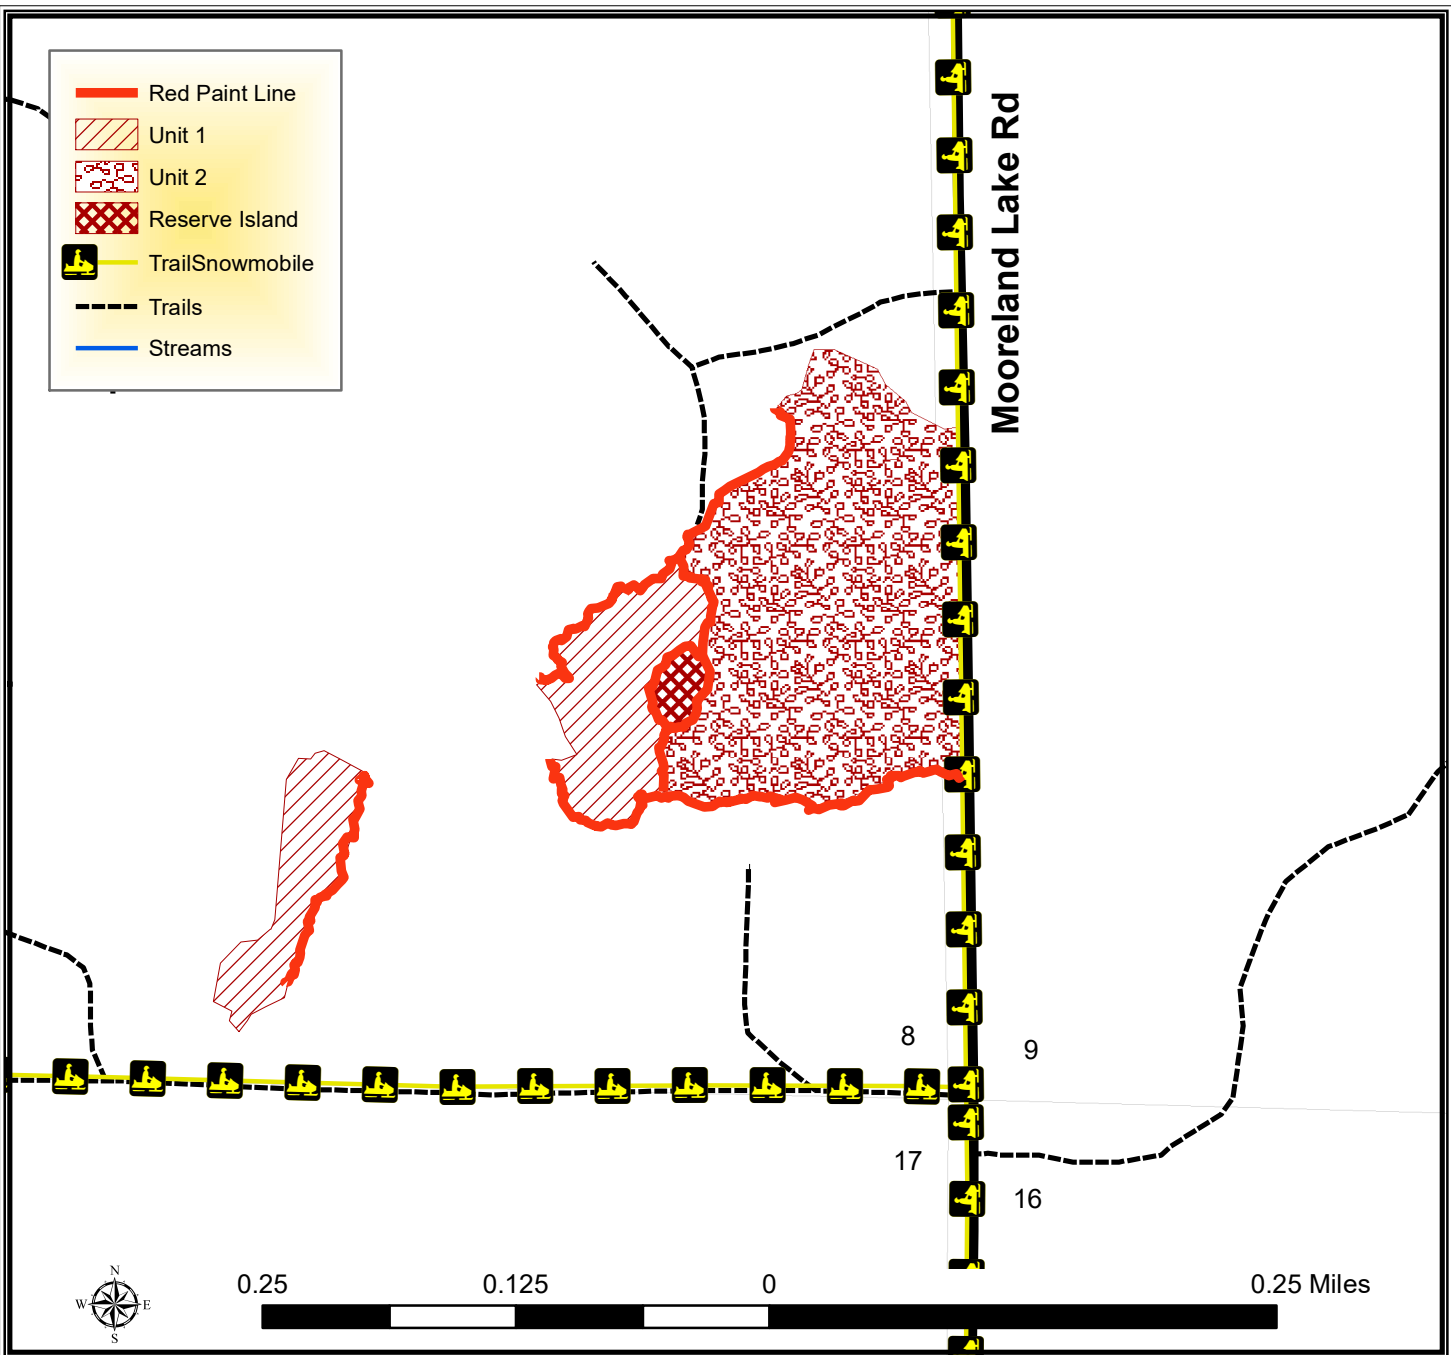 Red Paint Line
Unit 1
Unit 2
Reserve Island
TrailSnowmobile
Trails
Streams
Mooreland Lake Rd
8
9
17
16
N
W E
S
0.25 0.125 0 0.25 Miles